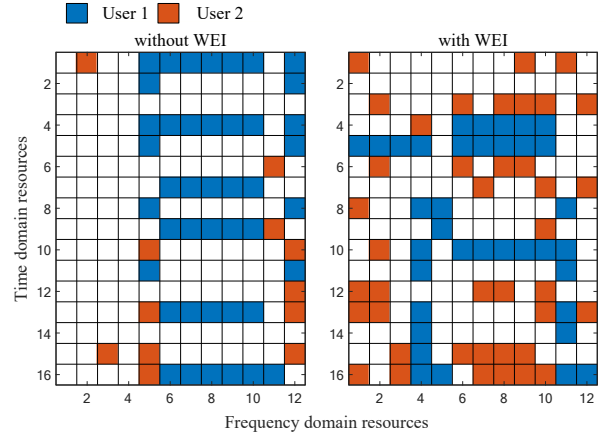 User 1 User 2
without WEI with WEI
Time domain resources
2
4
6
8
10
12
14
16
2 4 6 8 10 12
2
4
6
8
10
12
14
16
2 4 6 8 10 12
Frequency domain resources